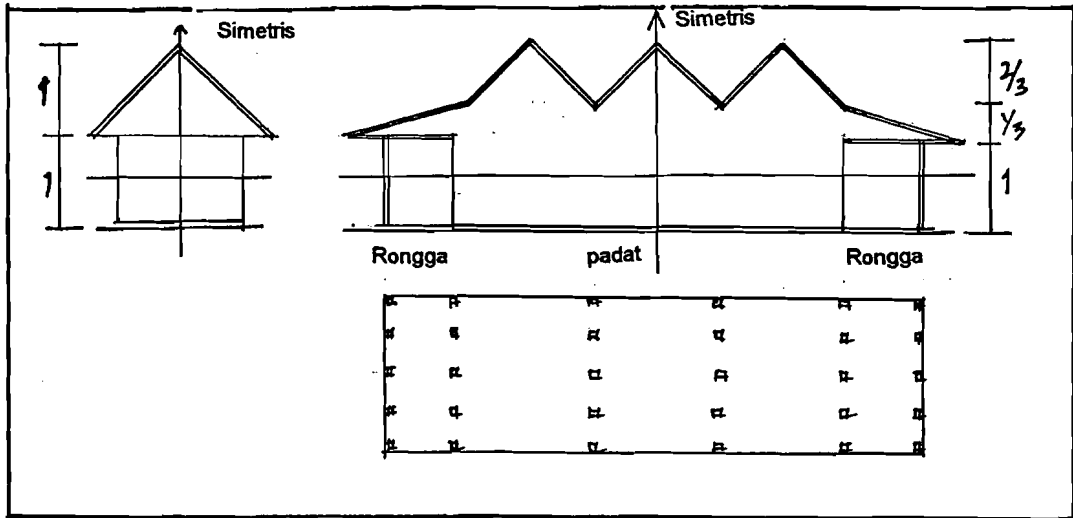 Simetris
Simetris
1
1
2/3
1/3
1
Rongga
padat
Rongga